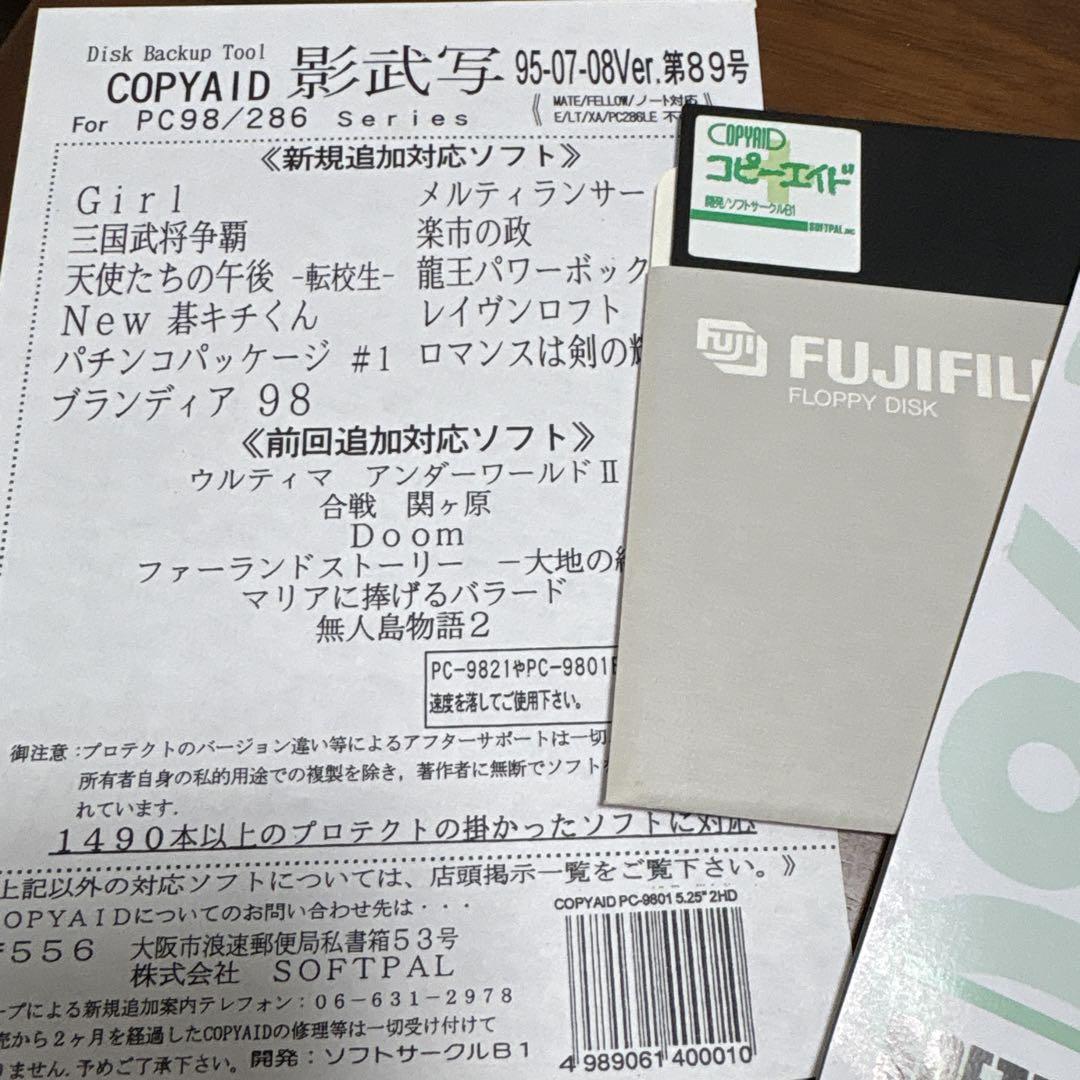 Disk Backup Tool
COPYAID 影武写 95-07-08Ver.第89号
For PC98/286 Series
《 MATE/FELLOW/ノート対応 》
E/LT/XA/PC286LE 不
《新規追加対応ソフト》
Girl メルティランサー
三国武将争覇 楽市の政
天使たちの午後 -転校生- 龍王パワーボック
New 碁キチくん レイヴンロフト
パチンコパッケージ #1 ロマンスは剣の輝
ブランディア 98
《前回追加対応ソフト》
ウルティマ アンダーワールドⅡ
合戦 関ヶ原
Doom
ファーランドストーリー －大地の
マリアに捧げるバラード
無人島物語2
PC-9821やPC-9801
速度を落してご使用下さい。
御注意:プロテクトのバージョン違い等によるアフターサポートは一切
所有者自身の私的用途での複製を除き，著作者に無断でソフト
れています.
1490本以上のプロテクトの掛かったソフトに対応
上記以外の対応ソフトについては、店頭掲示一覧をご覧下さい。》
COPYAIDについてのお問い合わせ先は・・・
〒556 大阪市浪速郵便局私書箱53号
株式会社 SOFTPAL
ープによる新規追加案内テレフォン:06-631-2978
売から2ヶ月を経過したCOPYAIDの修理等は一切受け付けて
りません.予めご了承下さい。 開発:ソフトサークルB1
COPYAID PC-9801 5.25" 2HD
4 989061 400010
COPYAID
コピーエイド
開発/ソフトサークルB1
SOFTPAL.INC
FUJI
FUJIFIL
FLOPPY DISK